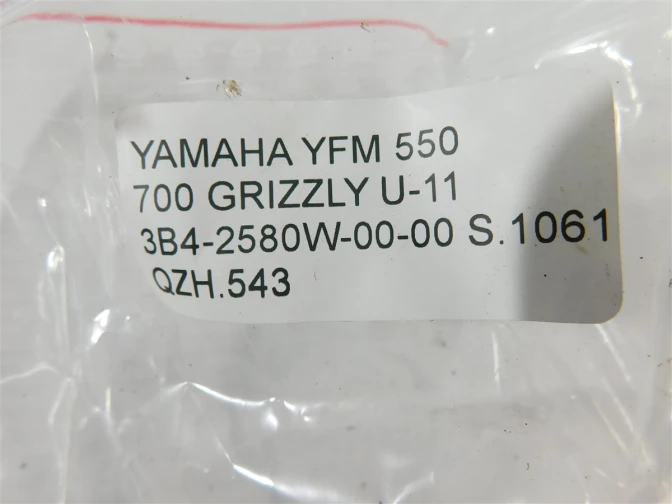 YAMAHA YFM 550
700 GRIZZLY U-11
3B4-2580W-00-00 S.1061
QZH.543